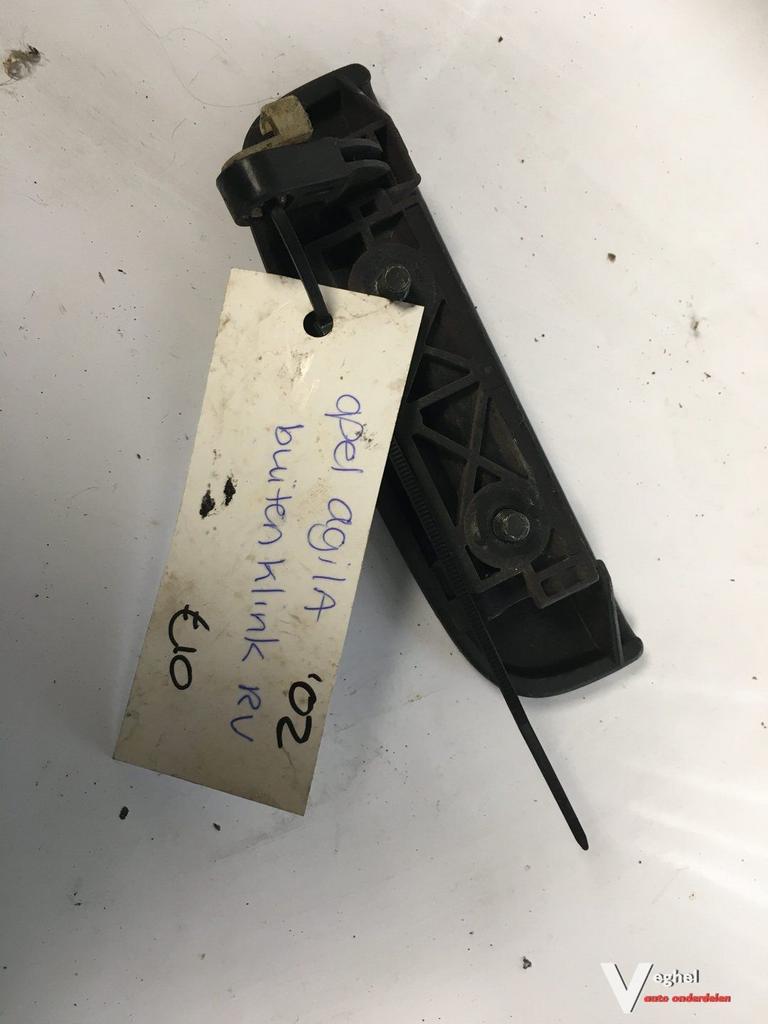 opel agilA '02
buitenklink RV
€10
Veghel
auto onderdelen